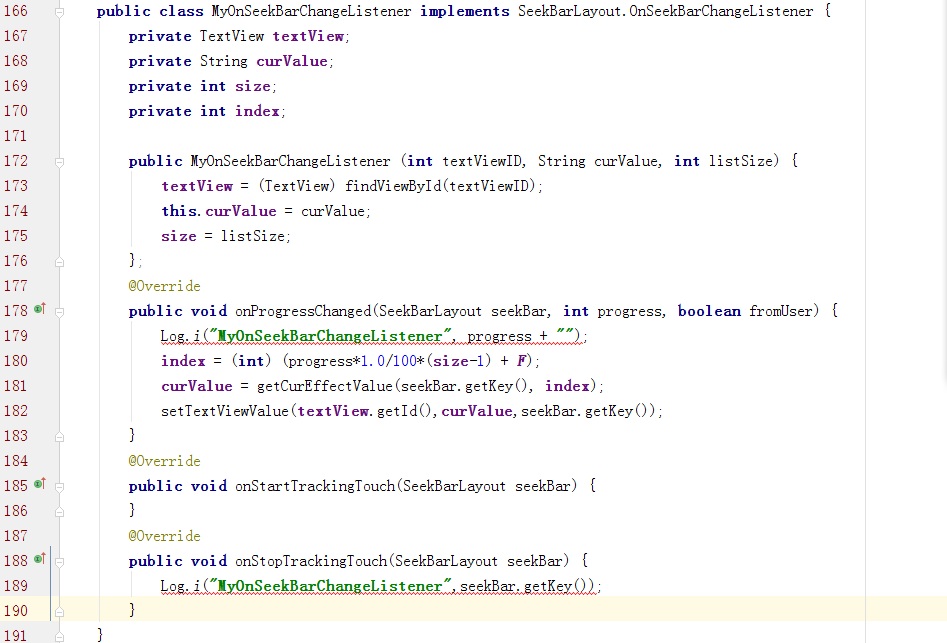 166 public class MyOnSeekBarChangeListener implements SeekBarLayout.OnSeekBarChangeListener {
167 private TextView textView;
168 private String curValue;
169 private int size;
170 private int index;
171
172 public MyOnSeekBarChangeListener (int textViewID, String curValue, int listSize) {
173 textView = (TextView) findViewById(textViewID);
174 this.curValue = curValue;
175 size = listSize;
176 };
177 @Override
178 public void onProgressChanged(SeekBarLayout seekBar, int progress, boolean fromUser) {
179 Log.i("MyOnSeekBarChangeListener", progress + "");
180 index = (int) (progress*1.0/100*(size-1) + F);
181 curValue = getCurEffectValue(seekBar.getKey(), index);
182 setTextViewValue(textView.getId(),curValue,seekBar.getKey());
183 }
184 @Override
185 public void onStartTrackingTouch(SeekBarLayout seekBar) {
186 }
187 @Override
188 public void onStopTrackingTouch(SeekBarLayout seekBar) {
189 Log.i("MyOnSeekBarChangeListener",seekBar.getKey());
190 }
191 }